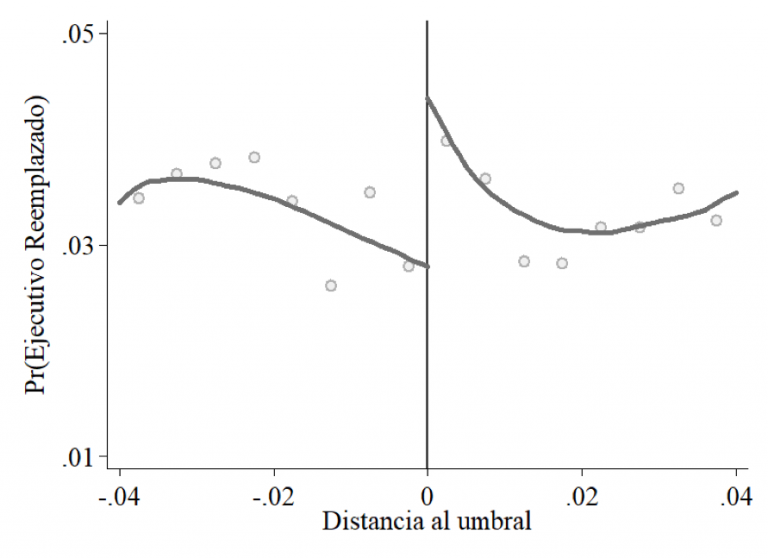 Pr(Ejecutivo Reemplazado)
.05
.03
.01
-.04 -.02 0 .02 .04
Distancia al umbral